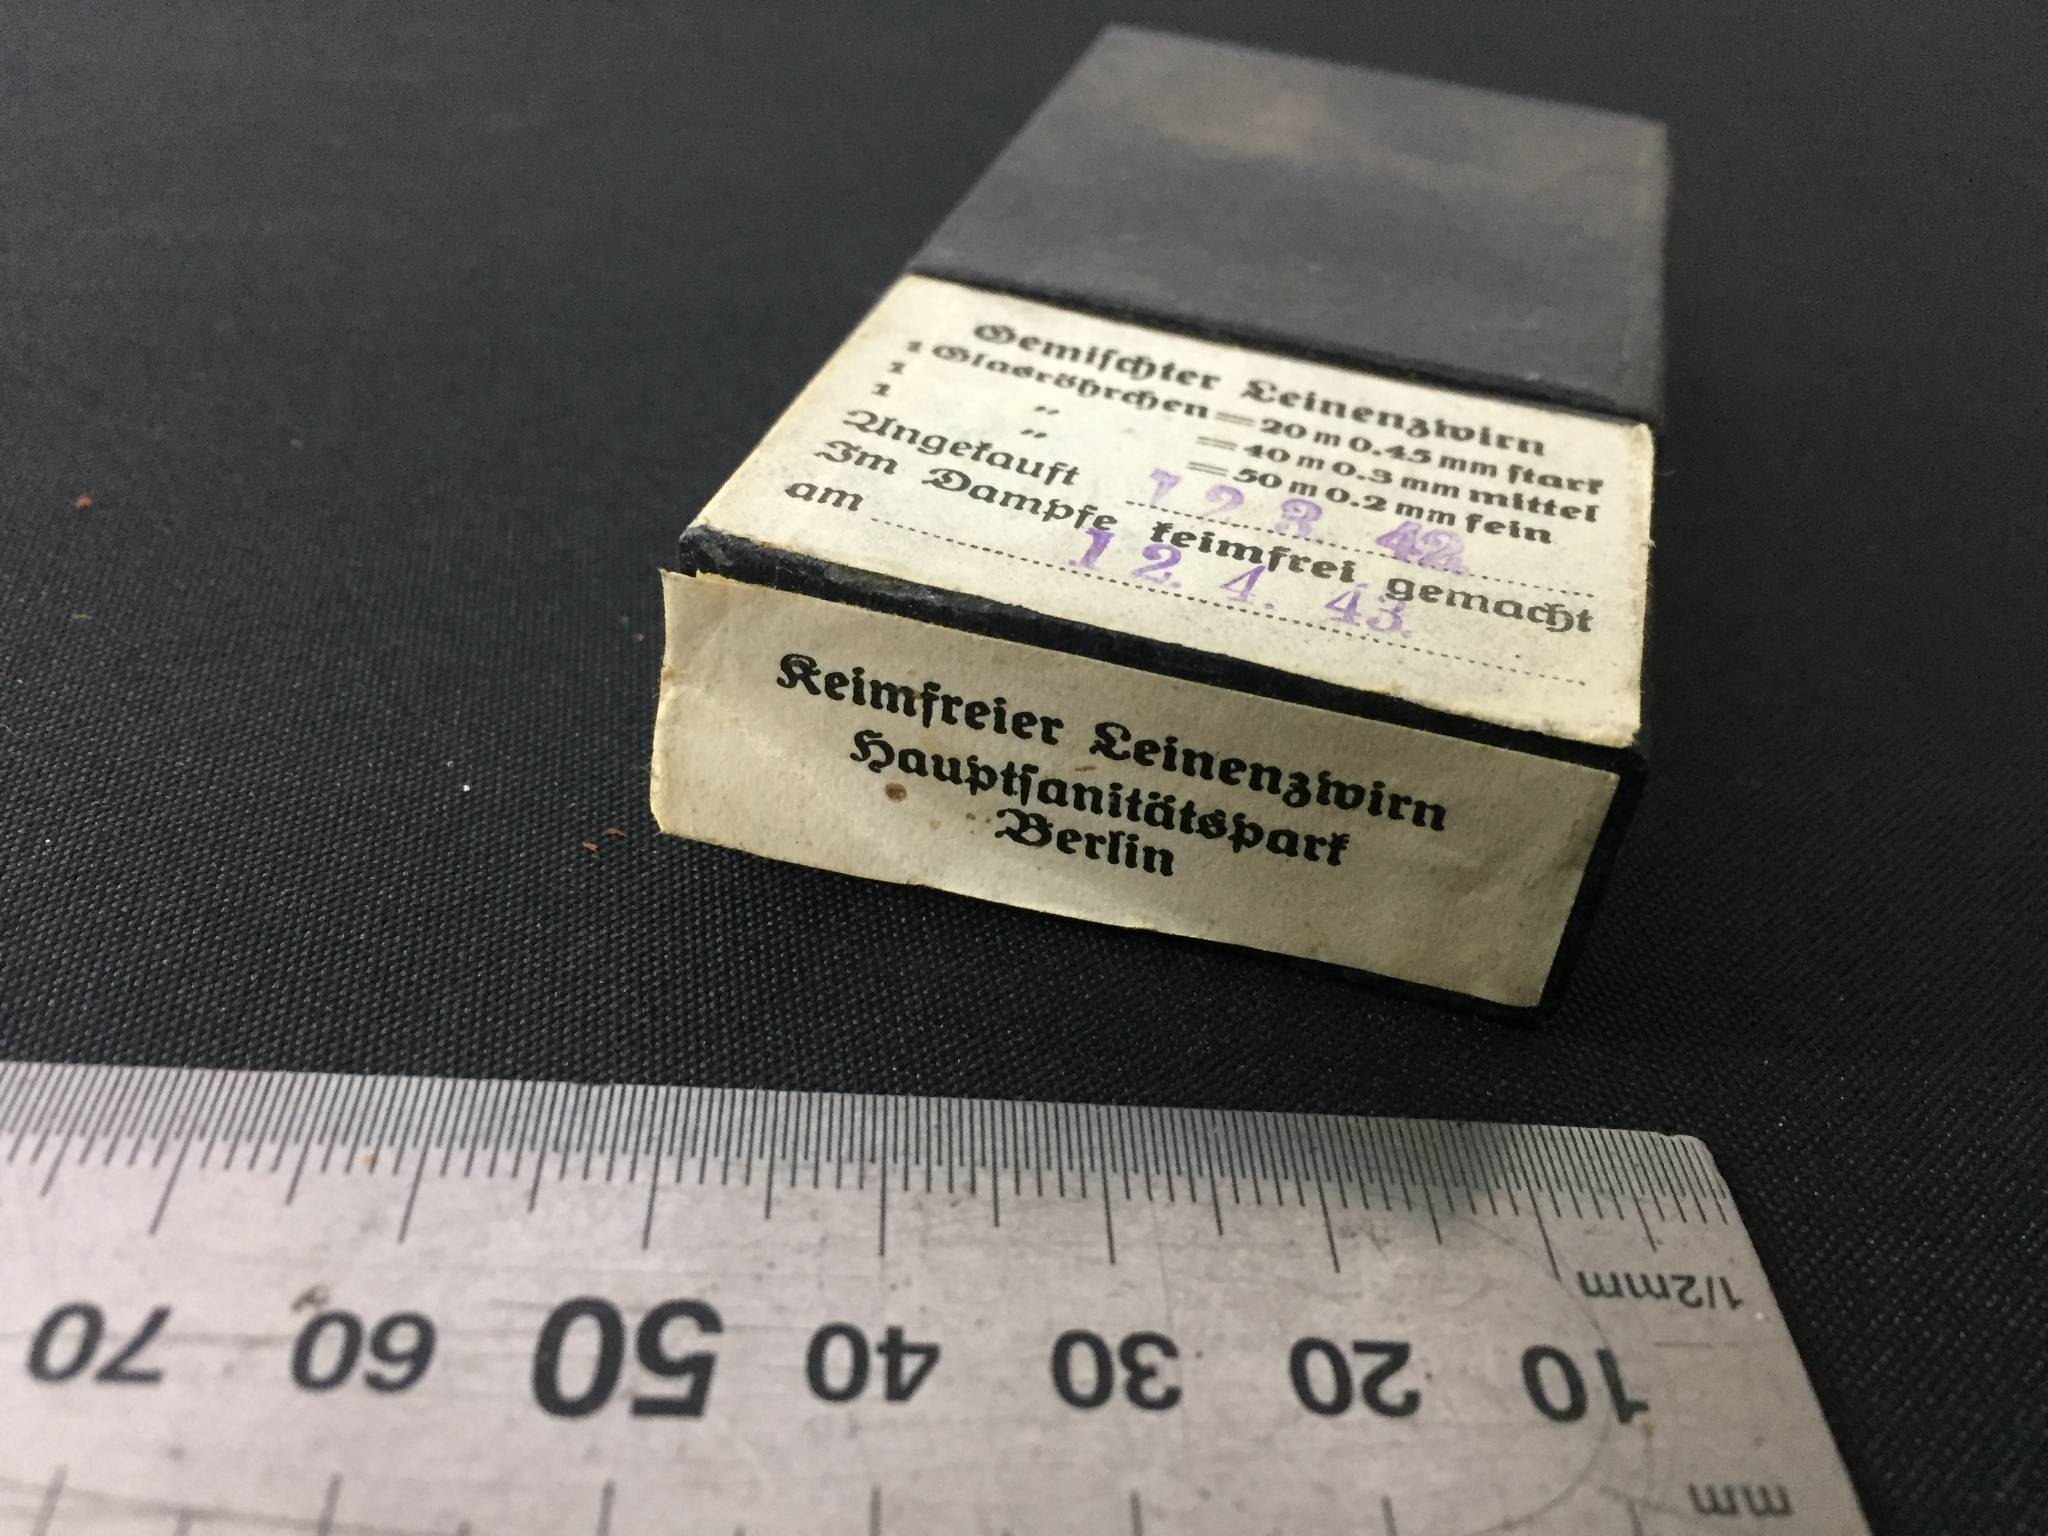 Gemischter Leinenzwirn
1 Glasröhrchen = 20 m 0.45 mm stark
1 " = 40 m 0.3 mm mittel
1 " = 50 m 0.2 mm fein
Angekauft 42
Im Dampfe keimfrei gemacht
am 12. 4. 43.
Keimfreier Leinenzwirn
Hauptsanitätspark
Berlin
1/2mm
10 20 30 40 50 60 70
mm